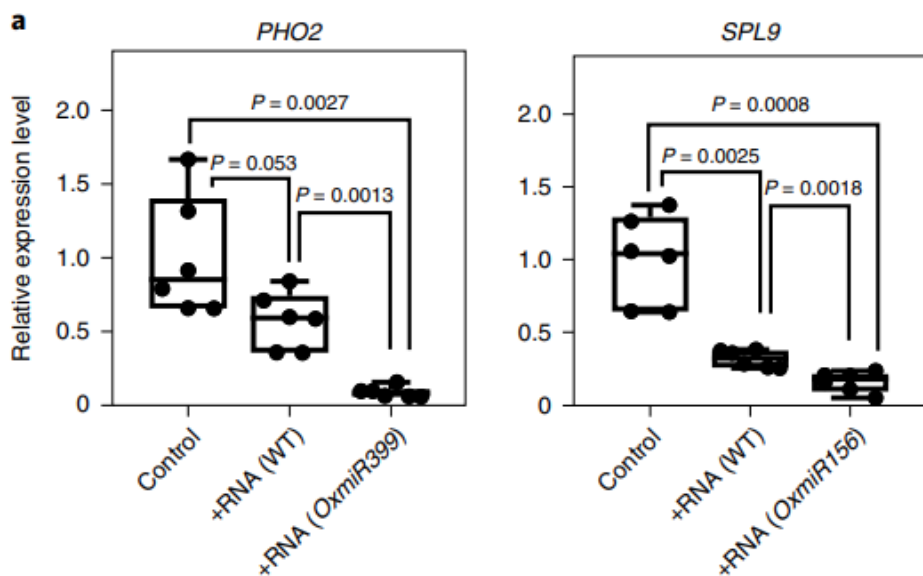 a
PHO2
Relative expression level
2.0
1.5
1.0
0.5
0
P = 0.0027
P = 0.053
P = 0.0013
Control
+RNA (WT)
+RNA (OxmiR399)
SPL9
2.0
1.5
1.0
0.5
0
P = 0.0008
P = 0.0025
P = 0.0018
Control
+RNA (WT)
+RNA (OxmiR156)